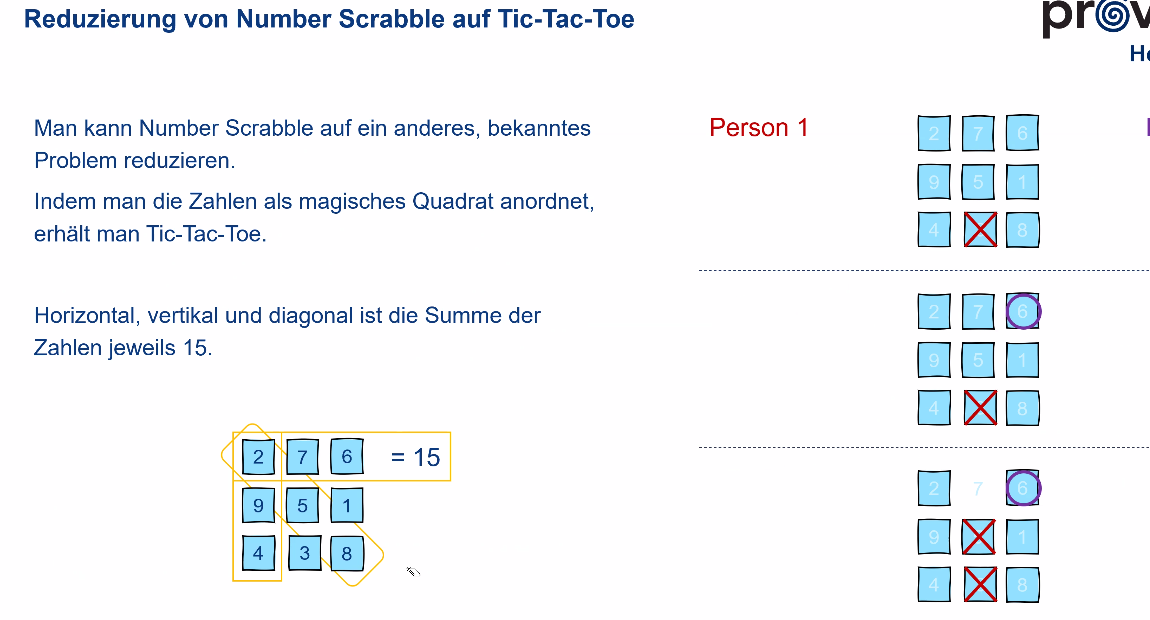 Reduzierung von Number Scrabble auf Tic-Tac-Toe
Man kann Number Scrabble auf ein anderes, bekanntes
Problem reduzieren.
Indem man die Zahlen als magisches Quadrat anordnet,
erhält man Tic-Tac-Toe.
Horizontal, vertikal und diagonal ist die Summe der
Zahlen jeweils 15.
2 7 6 = 15
9 5 1
4 3 8
Person 1
2 7 6
9 5 1
4 8
2 7 6
9 5 1
4 8
2 7 6
9 1
4 8